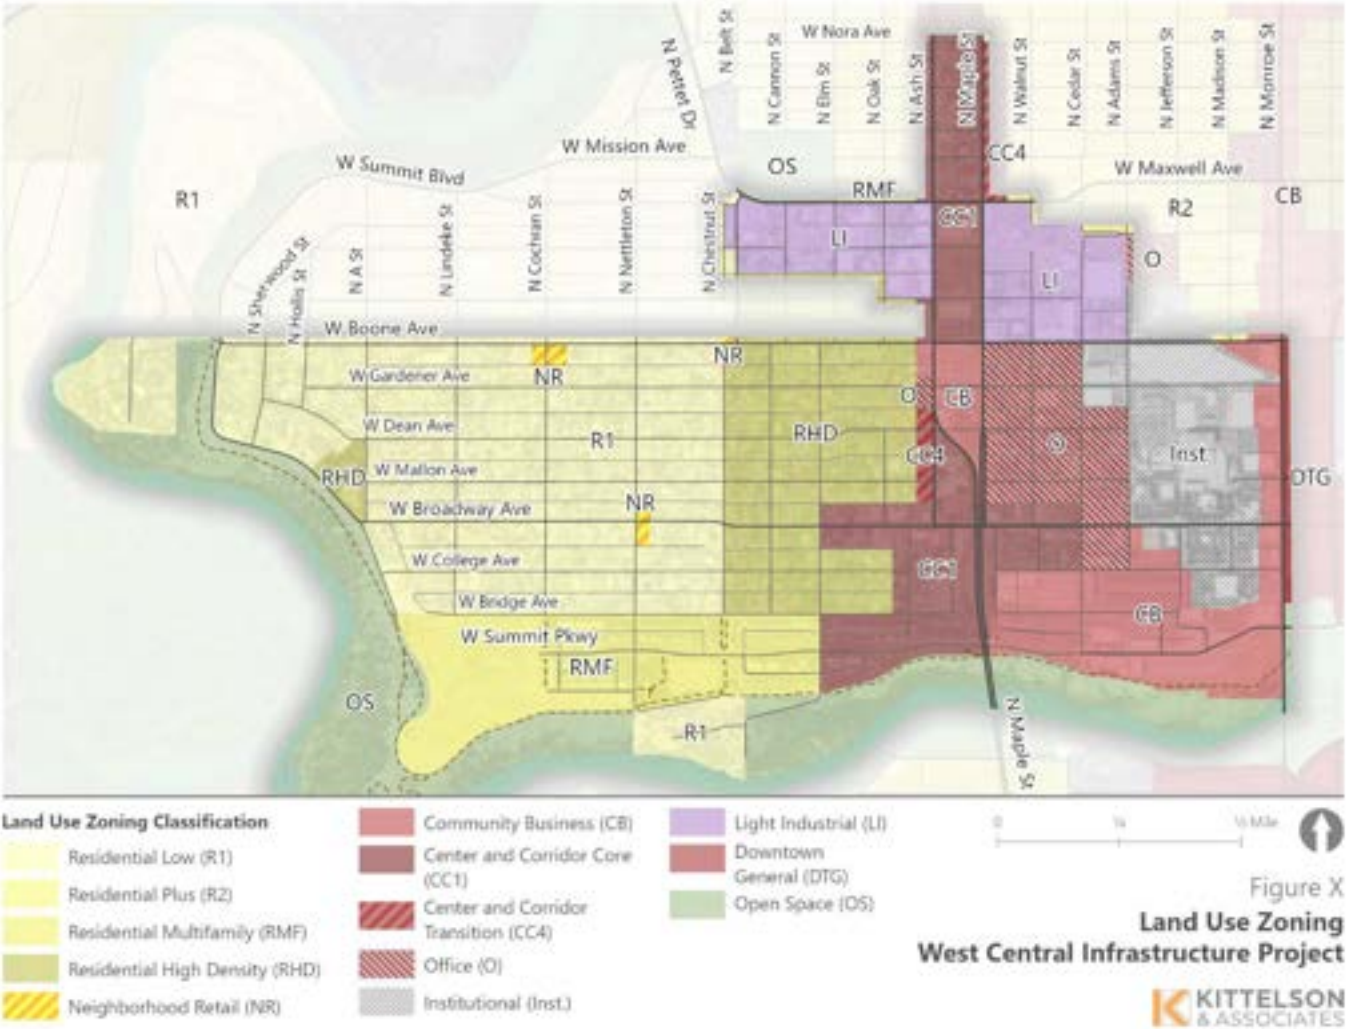 N Belt St
W Nora Ave
N Pettet Dr
N Cannon St
N Elm St
N Oak St
N Ash St
N Maple St
N Walnut St
N Cedar St
N Adams St
N Jefferson St
N Madison St
N Monroe St
W Mission Ave
W Summit Blvd
OS
CC4
W Maxwell Ave
R1
RMF
R2
CB
CC1
LI
LI
O
N Sherwood St
N Hollis St
N A St
N Lindeke St
N Cochran St
N Nettleton St
N Chestnut St
W Boone Ave
NR
W Gardener Ave
NR
O
CB
W Dean Ave
R1
RHD
O
CC4
Inst.
RHD
W Mallon Ave
DTG
W Broadway Ave
NR
W College Ave
CC1
W Bridge Ave
CB
W Summit Pkwy
RMF
OS
R1
N Maple St
Land Use Zoning Classification
Residential Low (R1)
Residential Plus (R2)
Residential Multifamily (RMF)
Residential High Density (RHD)
Neighborhood Retail (NR)
Community Business (CB)
Center and Corridor Core
(CC1)
Center and Corridor
Transition (CC4)
Office (O)
Institutional (Inst.)
Light Industrial (LI)
Downtown
General (DTG)
Open Space (OS)
0 ¼ ½ Mile
Figure X
Land Use Zoning
West Central Infrastructure Project
KITTELSON
& ASSOCIATES